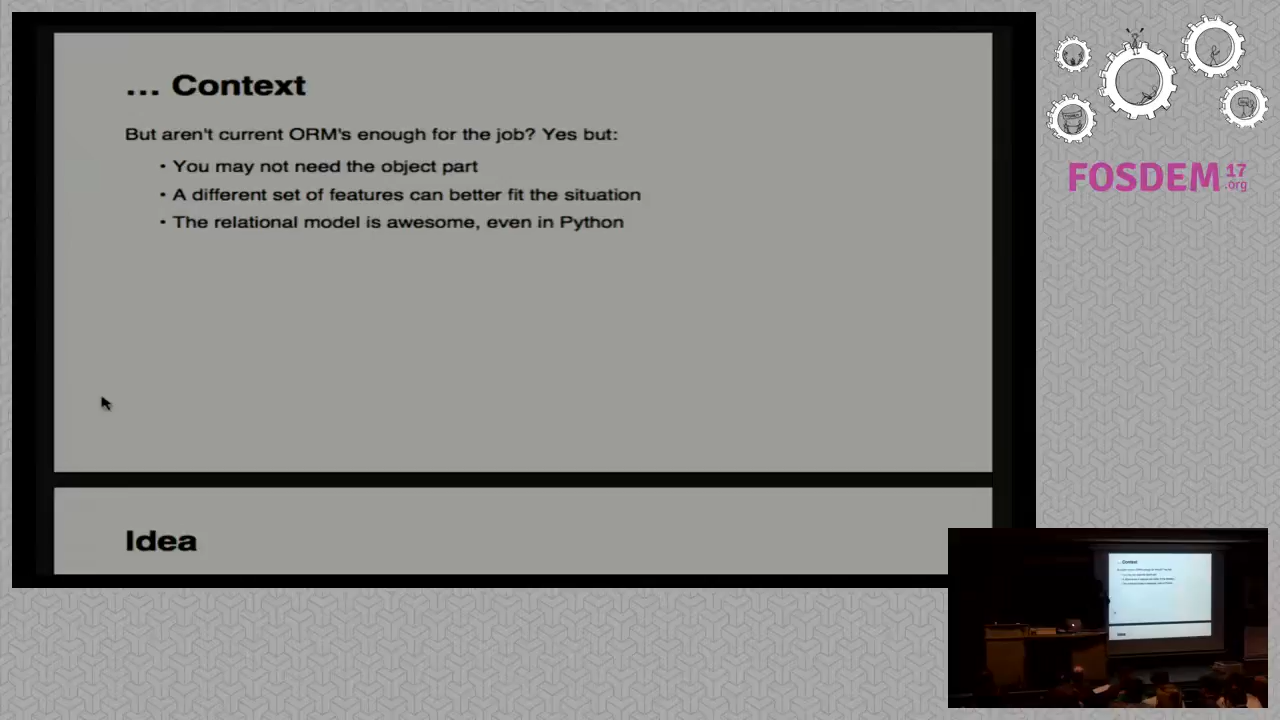 ... Context
But aren't current ORM's enough for the job? Yes but:
• You may not need the object part
• A different set of features can better fit the situation
• The relational model is awesome, even in Python
Idea
FOSDEM 17
.org
... Context
Idea